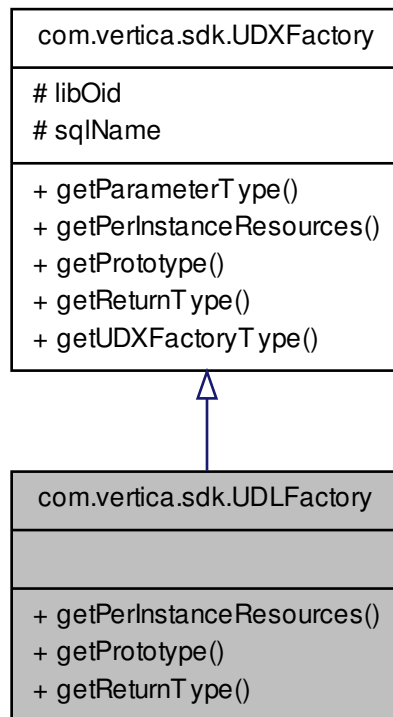 com.vertica.sdk.UDXFactory
# libOid
# sqlName
+ getParameterType()
+ getPerInstanceResources()
+ getPrototype()
+ getReturnType()
+ getUDXFactoryType()
com.vertica.sdk.UDLFactory
+ getPerInstanceResources()
+ getPrototype()
+ getReturnType()